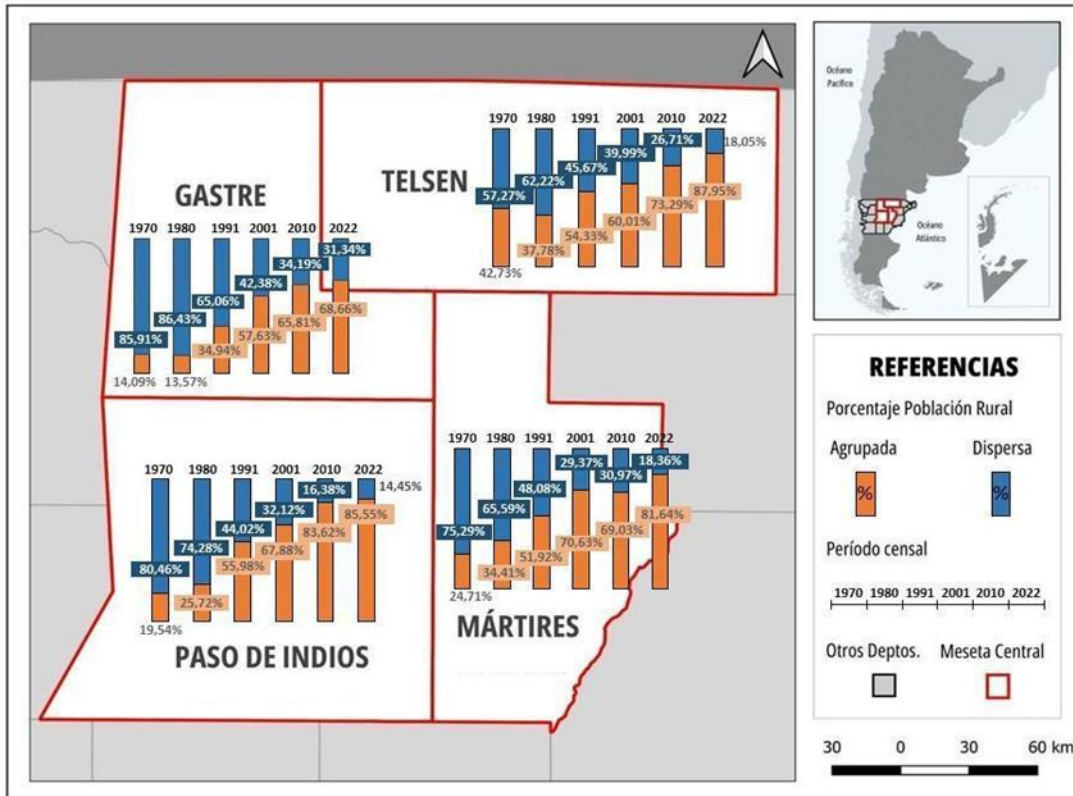 TELSEN
1970 1980 1991 2001 2010 2022
57,27% 62,22% 45,67% 39,99% 26,71% 18,05%
42,73% 37,78% 54,33% 60,01% 73,29% 87,95%
GASTRE
1970 1980 1991 2001 2010 2022
85,91% 86,43% 65,06% 42,38% 34,19% 31,34%
14,09% 13,57% 34,94% 57,63% 65,81% 68,66%
1970 1980 1991 2001 2010 2022
80,46% 74,28% 44,02% 32,12% 16,38% 14,45%
19,54% 25,72% 55,98% 67,88% 83,62% 85,55%
PASO DE INDIOS
1970 1980 1991 2001 2010 2022
75,29% 65,59% 48,08% 29,37% 30,97% 18,36%
24,71% 34,41% 51,92% 70,63% 69,03% 81,64%
MÁRTIRES
Océano
Pacífico
Océano
Atlántico
REFERENCIAS
Porcentaje Población Rural
Agrupada Dispersa
% %
Período censal
1970 1980 1991 2001 2010 2022
Otros Deptos. Meseta Central
30 0 30 60 km